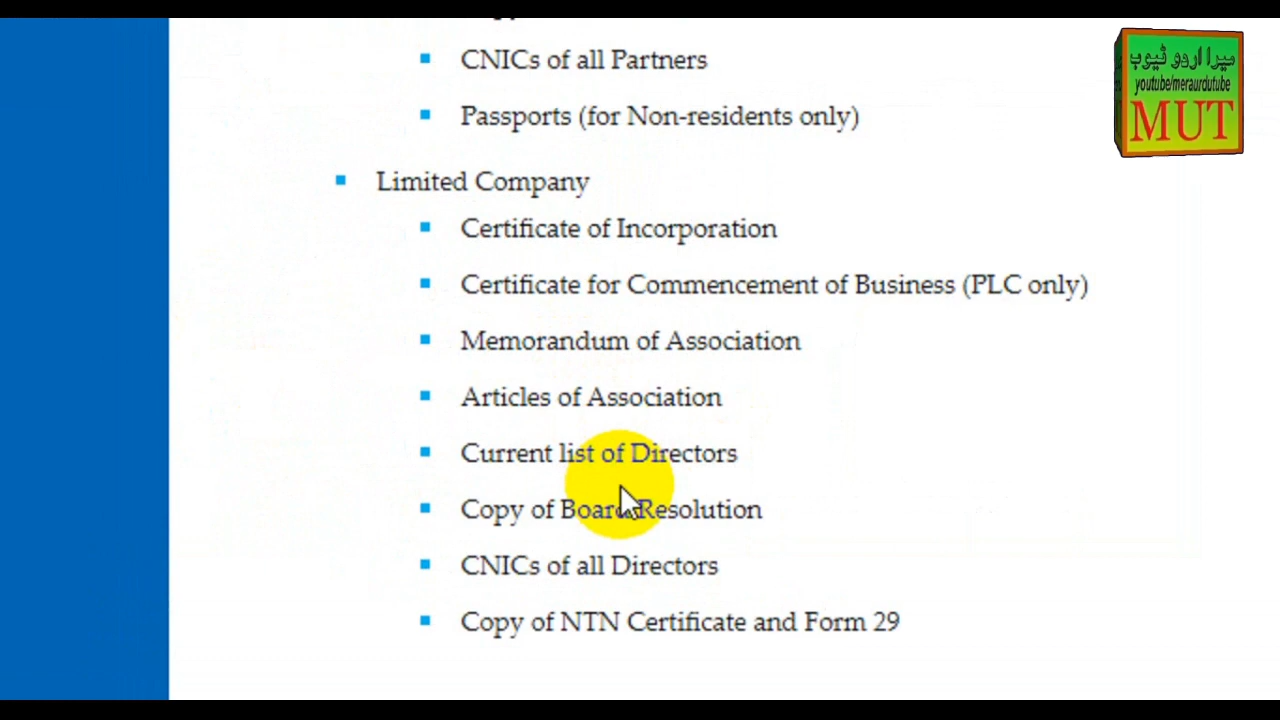 CNICs of all Partners
Passports (for Non-residents only)
Limited Company
Certificate of Incorporation
Certificate for Commencement of Business (PLC only)
Memorandum of Association
Articles of Association
Current list of Directors
Copy of Board Resolution
CNICs of all Directors
Copy of NTN Certificate and Form 29
میرا اردو ٹیوب
youtube/meraurdutube
MUT